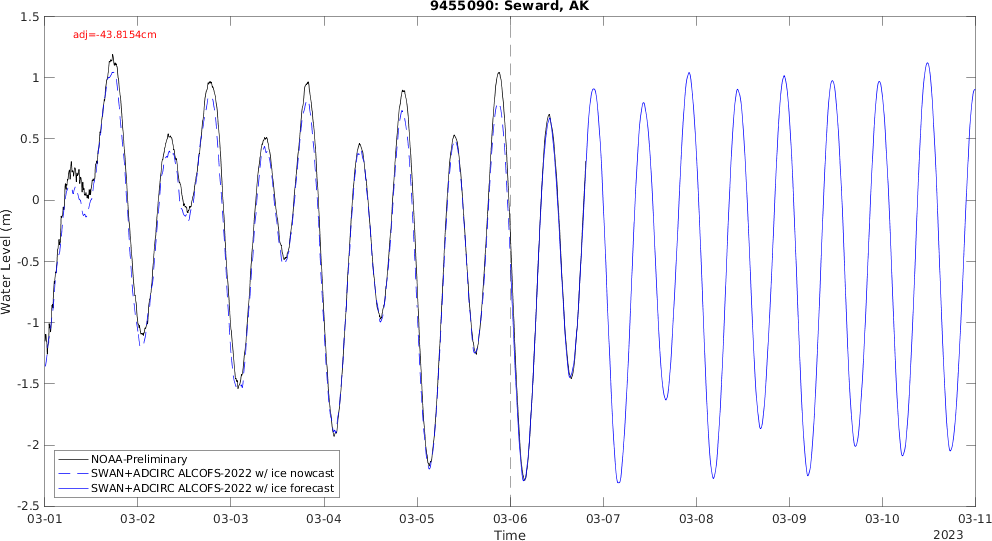 9455090: Seward, AK
adj=-43.8154cm
1.5
1
0.5
0
-0.5
-1
-1.5
-2
-2.5
Water Level (m)
NOAA-Preliminary
SWAN+ADCIRC ALCOFS-2022 w/ ice nowcast
SWAN+ADCIRC ALCOFS-2022 w/ ice forecast
03-01 03-02 03-03 03-04 03-05 03-06 03-07 03-08 03-09 03-10 03-11
Time
2023